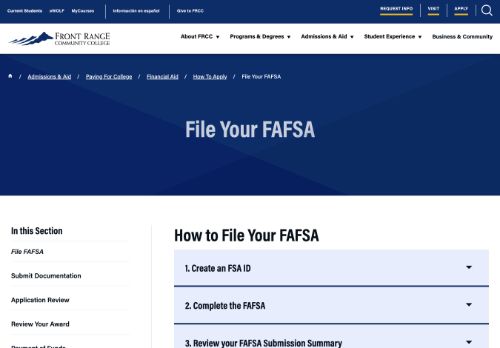 Current Students eWOLF MyCourses Información en español Give to FRCC REQUEST INFO VISIT APPLY
FRONT RANGE
COMMUNITY COLLEGE
About FRCC Programs & Degrees Admissions & Aid Student Experience Business & Community
/ Admissions & Aid / Paying For College / Financial Aid / How To Apply / File Your FAFSA
File Your FAFSA
In this Section
File FAFSA
Submit Documentation
Application Review
Review Your Award
Payment of Funds
How to File Your FAFSA
1. Create an FSA ID
2. Complete the FAFSA
3. Review your FAFSA Submission Summary